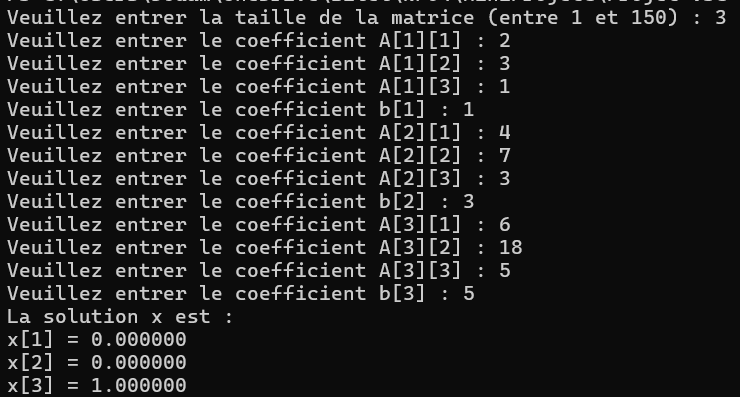 Veuillez entrer la taille de la matrice (entre 1 et 150) : 3
Veuillez entrer le coefficient A[1][1] : 2
Veuillez entrer le coefficient A[1][2] : 3
Veuillez entrer le coefficient A[1][3] : 1
Veuillez entrer le coefficient b[1] : 1
Veuillez entrer le coefficient A[2][1] : 4
Veuillez entrer le coefficient A[2][2] : 7
Veuillez entrer le coefficient A[2][3] : 3
Veuillez entrer le coefficient b[2] : 3
Veuillez entrer le coefficient A[3][1] : 6
Veuillez entrer le coefficient A[3][2] : 18
Veuillez entrer le coefficient A[3][3] : 5
Veuillez entrer le coefficient b[3] : 5
La solution x est :
x[1] = 0.000000
x[2] = 0.000000
x[3] = 1.000000